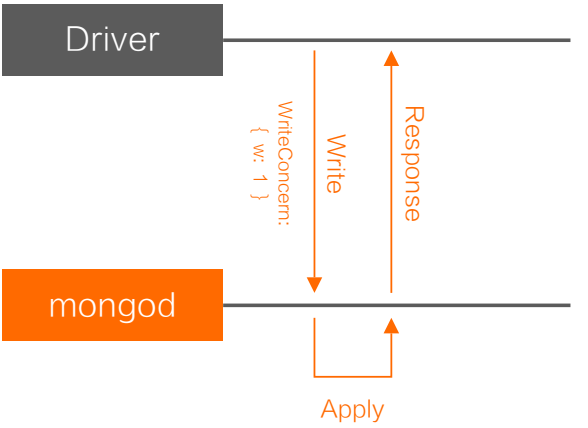 Driver
WriteConcern:
{ w: 1 }
Write
Response
mongod
Apply